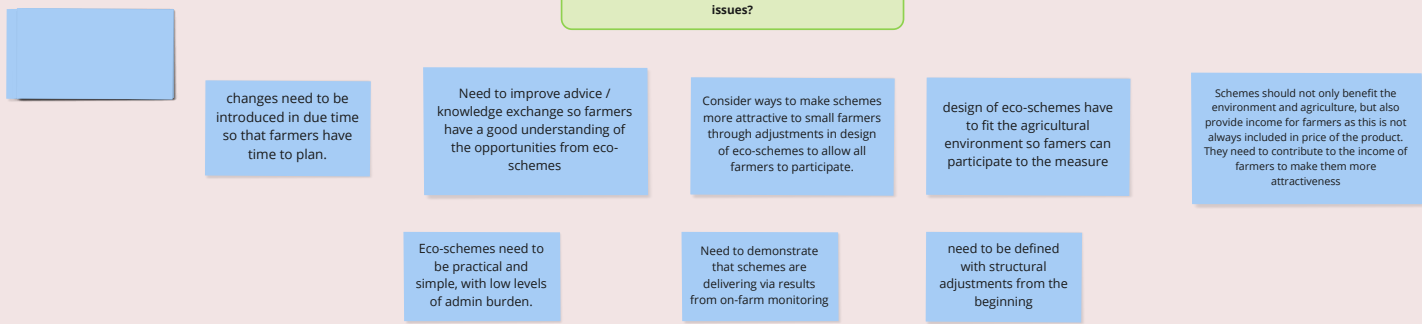 issues?
changes need to be
introduced in due time
so that farmers have
time to plan.
Need to improve advice /
knowledge exchange so farmers
have a good understanding of
the opportunities from eco-
schemes
Consider ways to make schemes
more attractive to small farmers
through adjustments in design
of eco-schemes to allow all
farmers to participate.
design of eco-schemes have
to fit the agricultural
environment so famers can
participate to the measure
Schemes should not only benefit the
environment and agriculture, but also
provide income for farmers as this is not
always included in price of the product.
They need to contribute to the income of
farmers to make them more
attractiveness
Eco-schemes need to
be practical and
simple, with low levels
of admin burden.
Need to demonstrate
that schemes are
delivering via results
from on-farm monitoring
need to be defined
with structural
adjustments from the
beginning